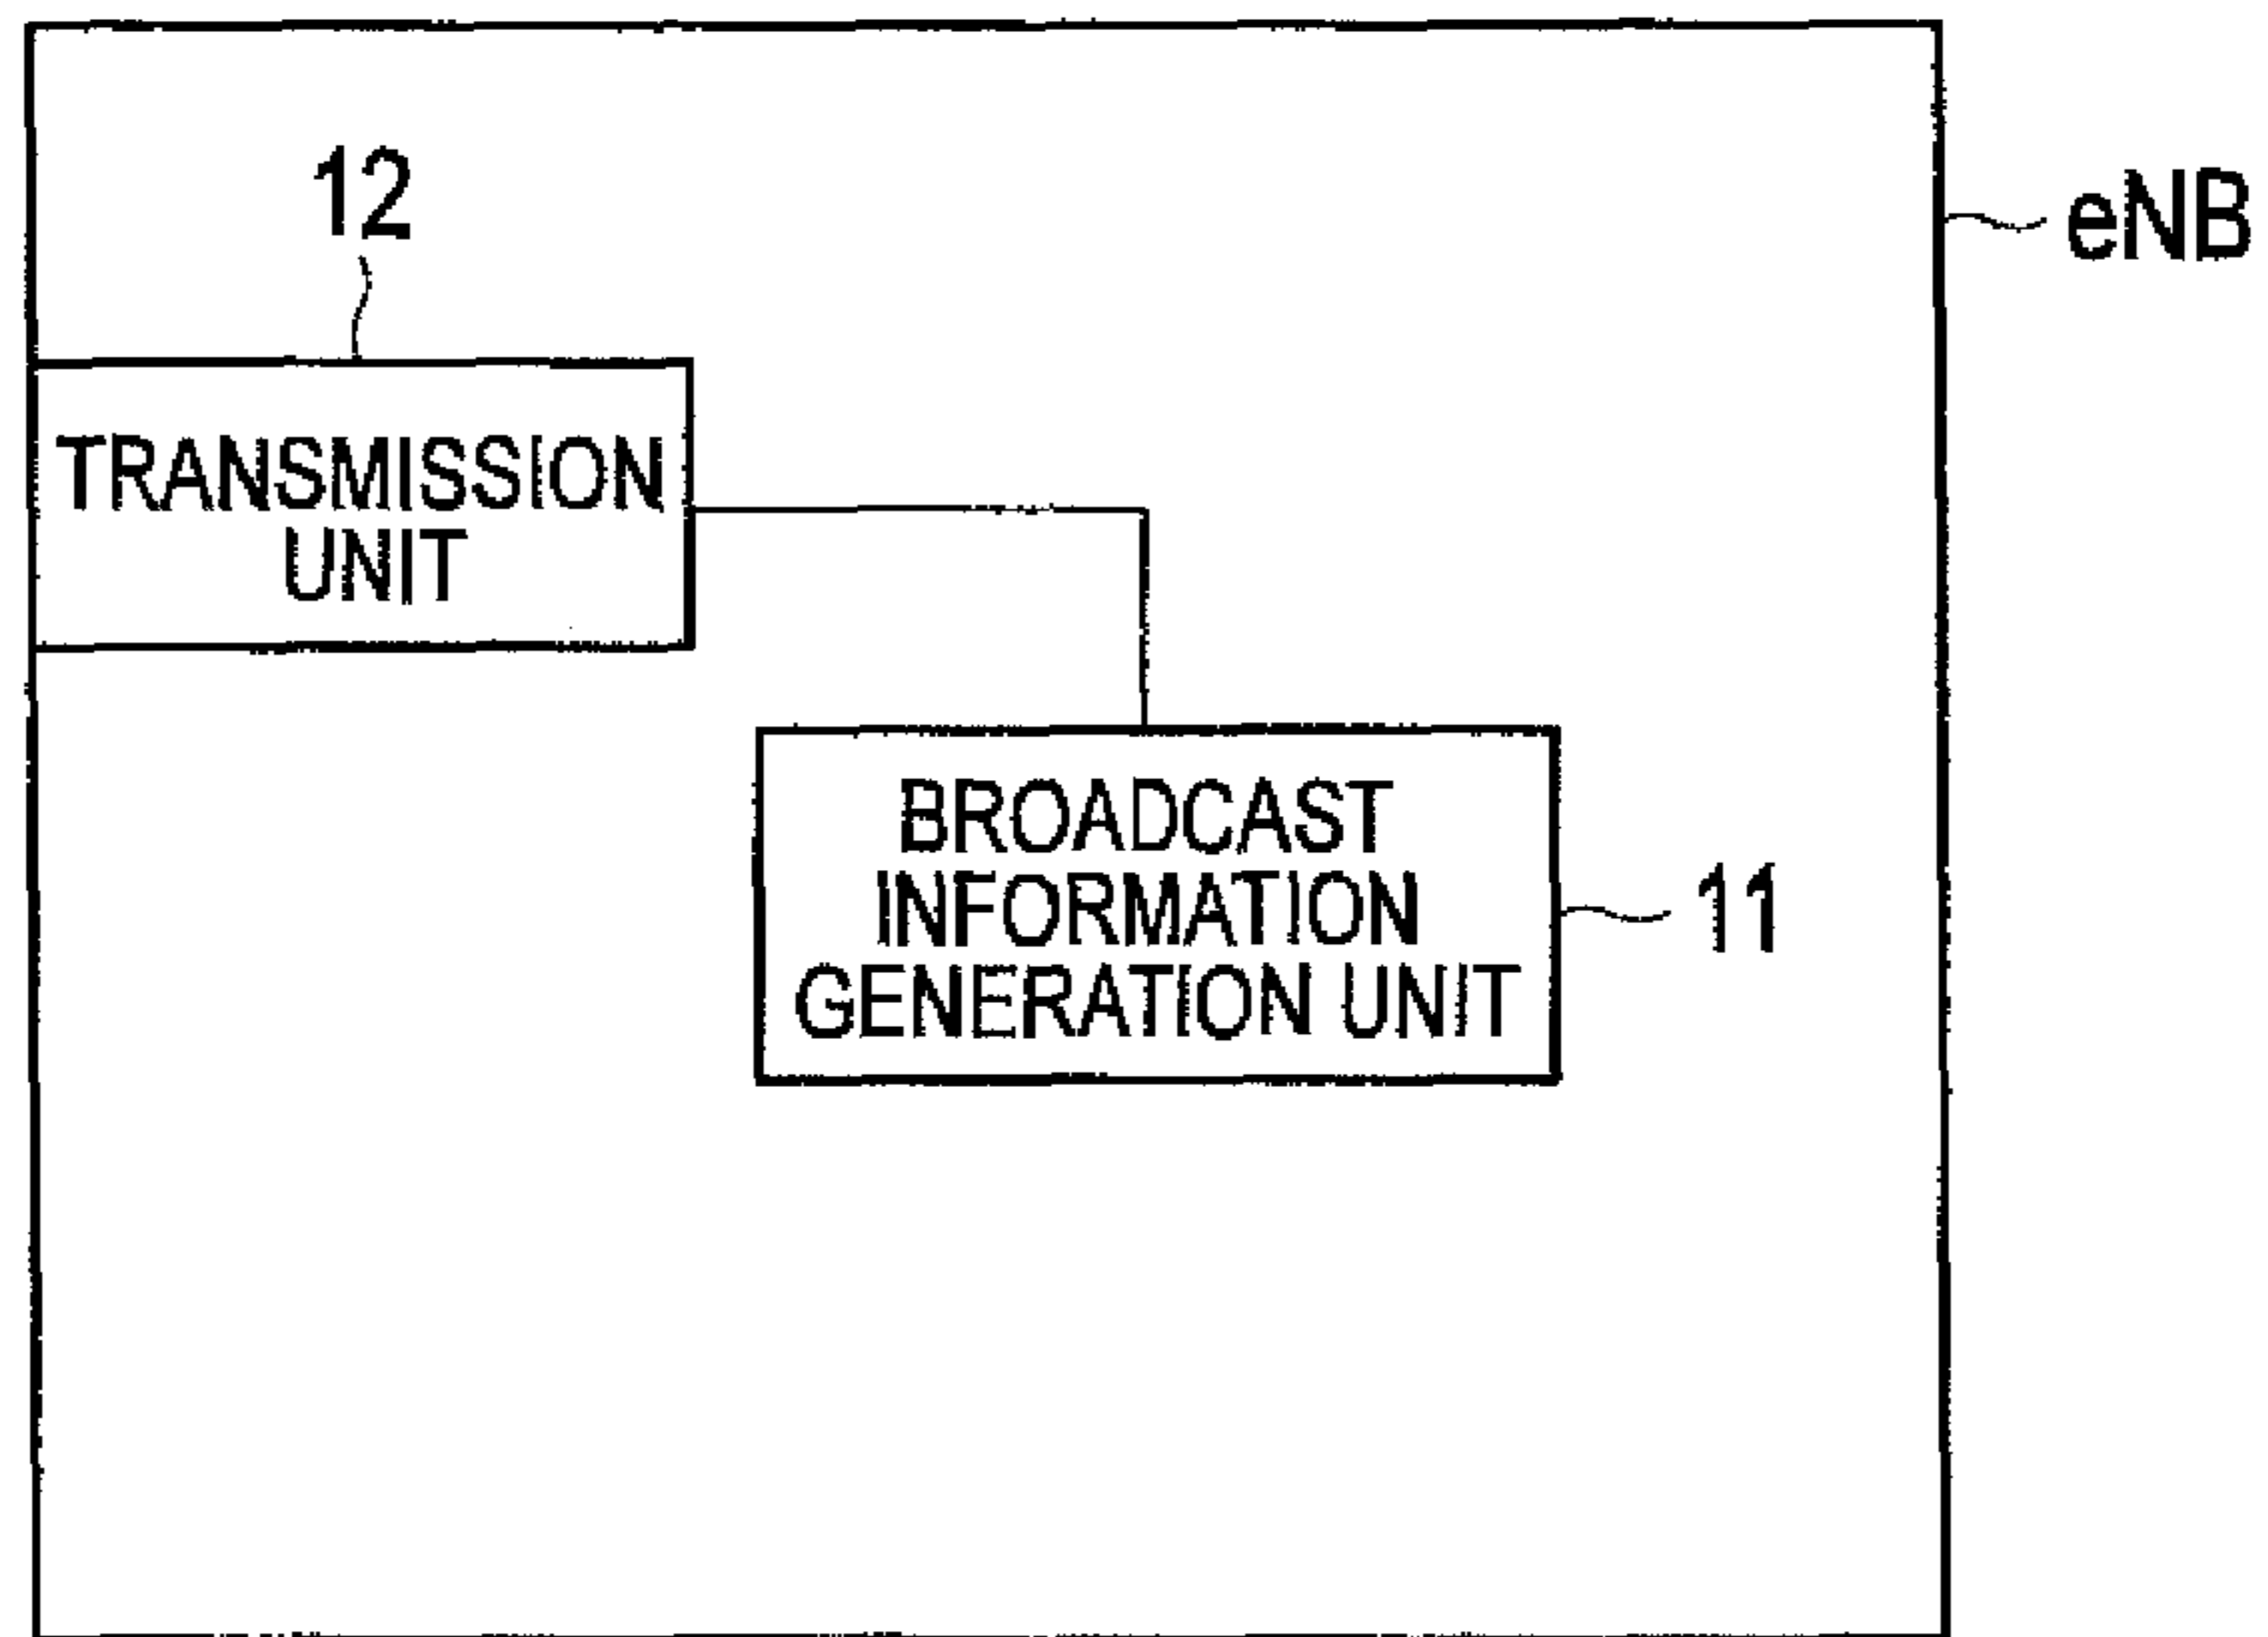 12
eNB
TRANSMISSION
UNIT
BROADCAST
INFORMATION
GENERATION UNIT
11